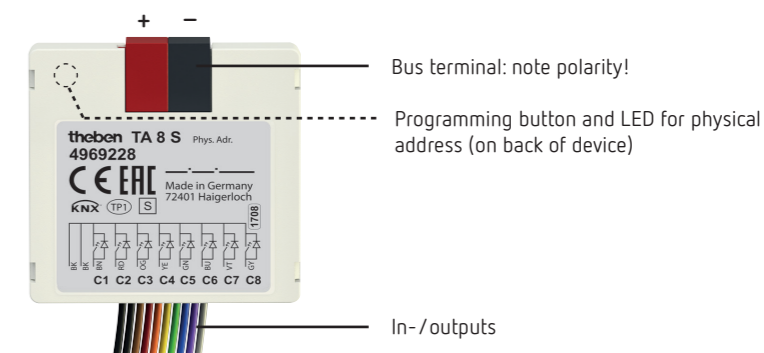 + −
Bus terminal: note polarity!
Programming button and LED for physical
address (on back of device)
theben TA 8 S Phys. Adr.
4969228
CE EAC
Made in Germany
72401 Haigerloch
KNX TP1 S
1708
BK BK BN RD OG YE GN BU VT GY
C1 C2 C3 C4 C5 C6 C7 C8
In-/outputs